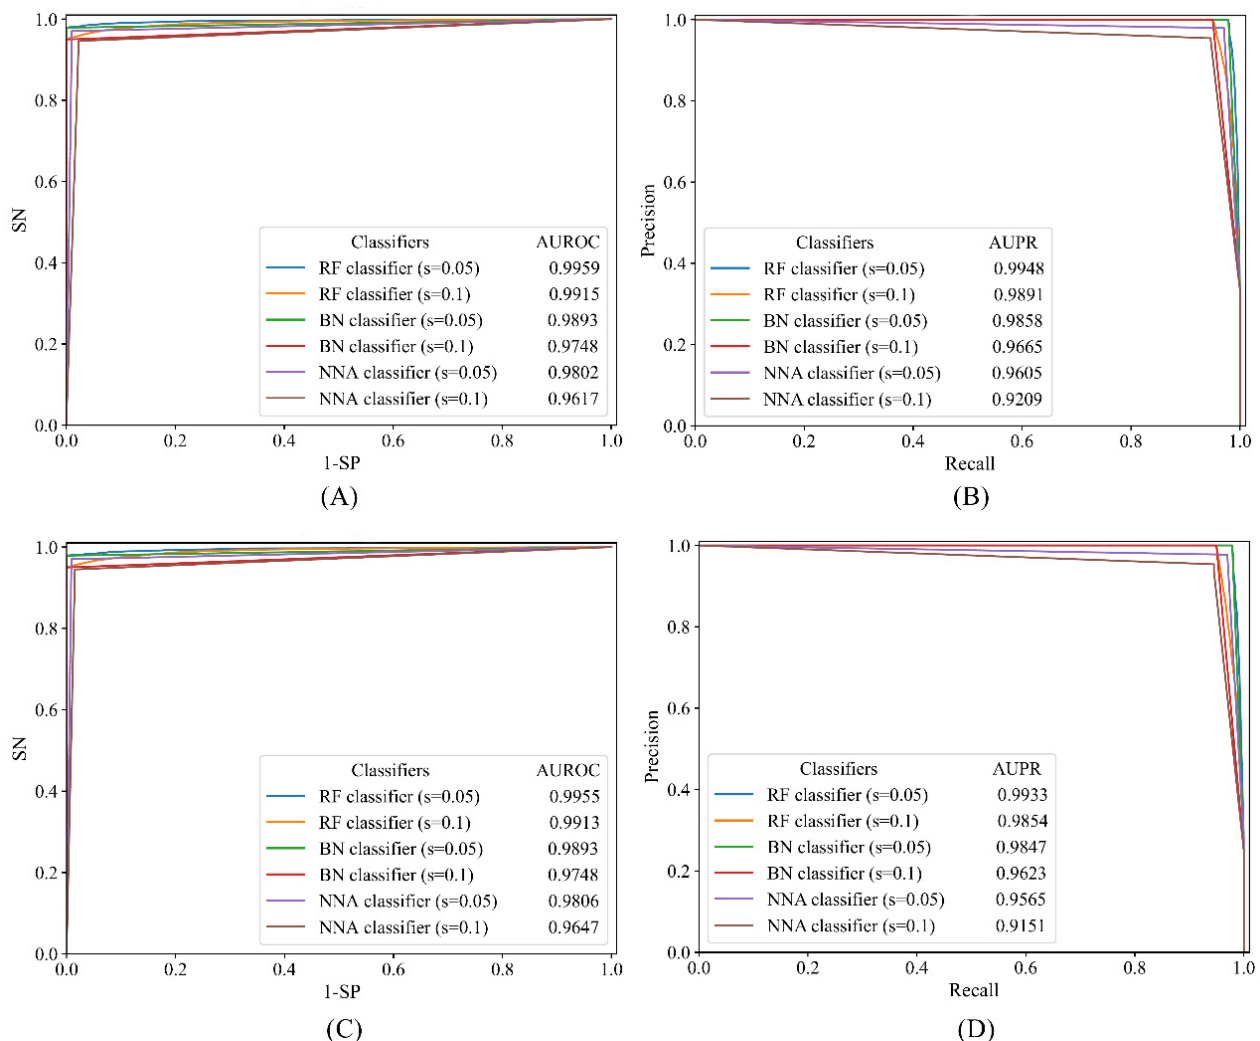 1.0
0.8
0.6
0.4
0.2
0.0
SN
0.0 0.2 0.4 0.6 0.8 1.0
1-SP
Classifiers AUROC
RF classifier (s=0.05) 0.9959
RF classifier (s=0.1) 0.9915
BN classifier (s=0.05) 0.9893
BN classifier (s=0.1) 0.9748
NNA classifier (s=0.05) 0.9802
NNA classifier (s=0.1) 0.9617
(A)
1.0
0.8
0.6
0.4
0.2
0.0
Precision
0.0 0.2 0.4 0.6 0.8 1.0
Recall
Classifiers AUPR
RF classifier (s=0.05) 0.9948
RF classifier (s=0.1) 0.9891
BN classifier (s=0.05) 0.9858
BN classifier (s=0.1) 0.9665
NNA classifier (s=0.05) 0.9605
NNA classifier (s=0.1) 0.9209
(B)
1.0
0.8
0.6
0.4
0.2
0.0
SN
0.0 0.2 0.4 0.6 0.8 1.0
1-SP
Classifiers AUROC
RF classifier (s=0.05) 0.9955
RF classifier (s=0.1) 0.9913
BN classifier (s=0.05) 0.9893
BN classifier (s=0.1) 0.9748
NNA classifier (s=0.05) 0.9806
NNA classifier (s=0.1) 0.9647
(C)
1.0
0.8
0.6
0.4
0.2
0.0
Precision
0.0 0.2 0.4 0.6 0.8 1.0
Recall
Classifiers AUPR
RF classifier (s=0.05) 0.9933
RF classifier (s=0.1) 0.9854
BN classifier (s=0.05) 0.9847
BN classifier (s=0.1) 0.9623
NNA classifier (s=0.05) 0.9565
NNA classifier (s=0.1) 0.9151
(D)